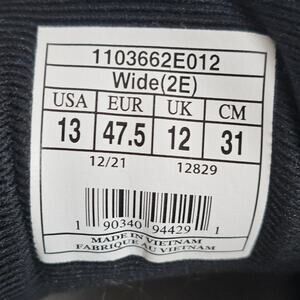 1103662E012
Wide(2E)
USA EUR UK CM
13 47.5 12 31
12/21 12829
1 90340 94429 1
MADE IN VIETNAM
FABRIQUE AU VIETNAM